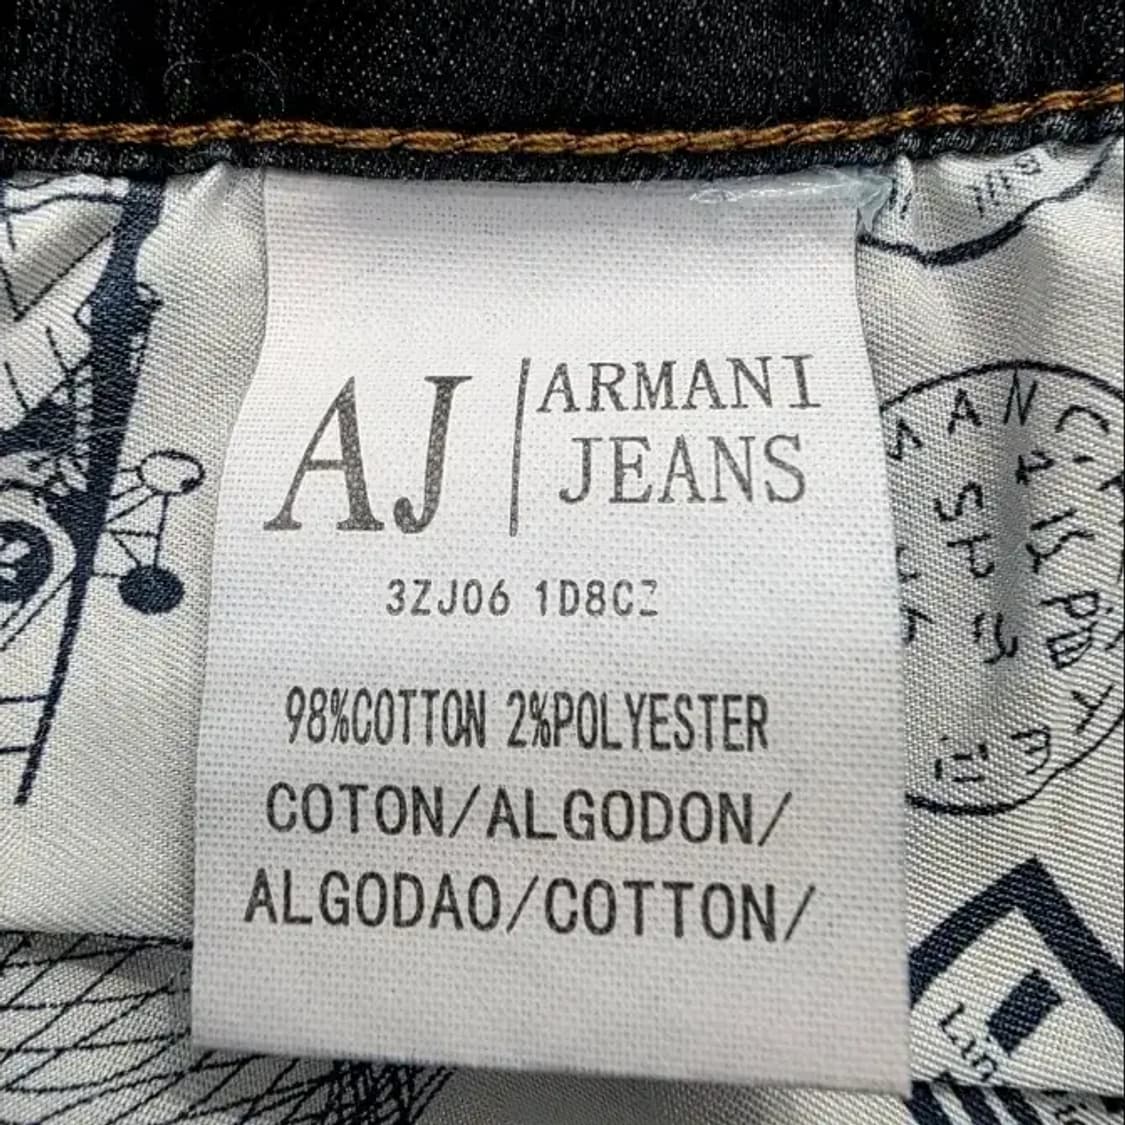 AJ ARMANI
JEANS
3ZJ06 1D8CZ
98%COTTON 2%POLYESTER
COTON/ALGODON/
ALGODAO/COTTON/